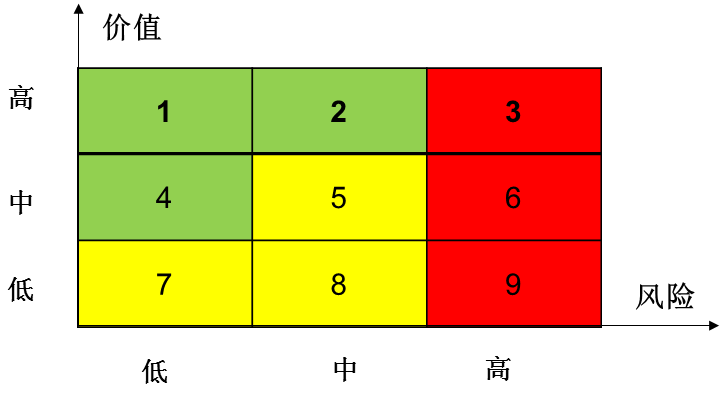 价值
高 1 2 3
中 4 5 6
低 7 8 9
风险
低 中 高